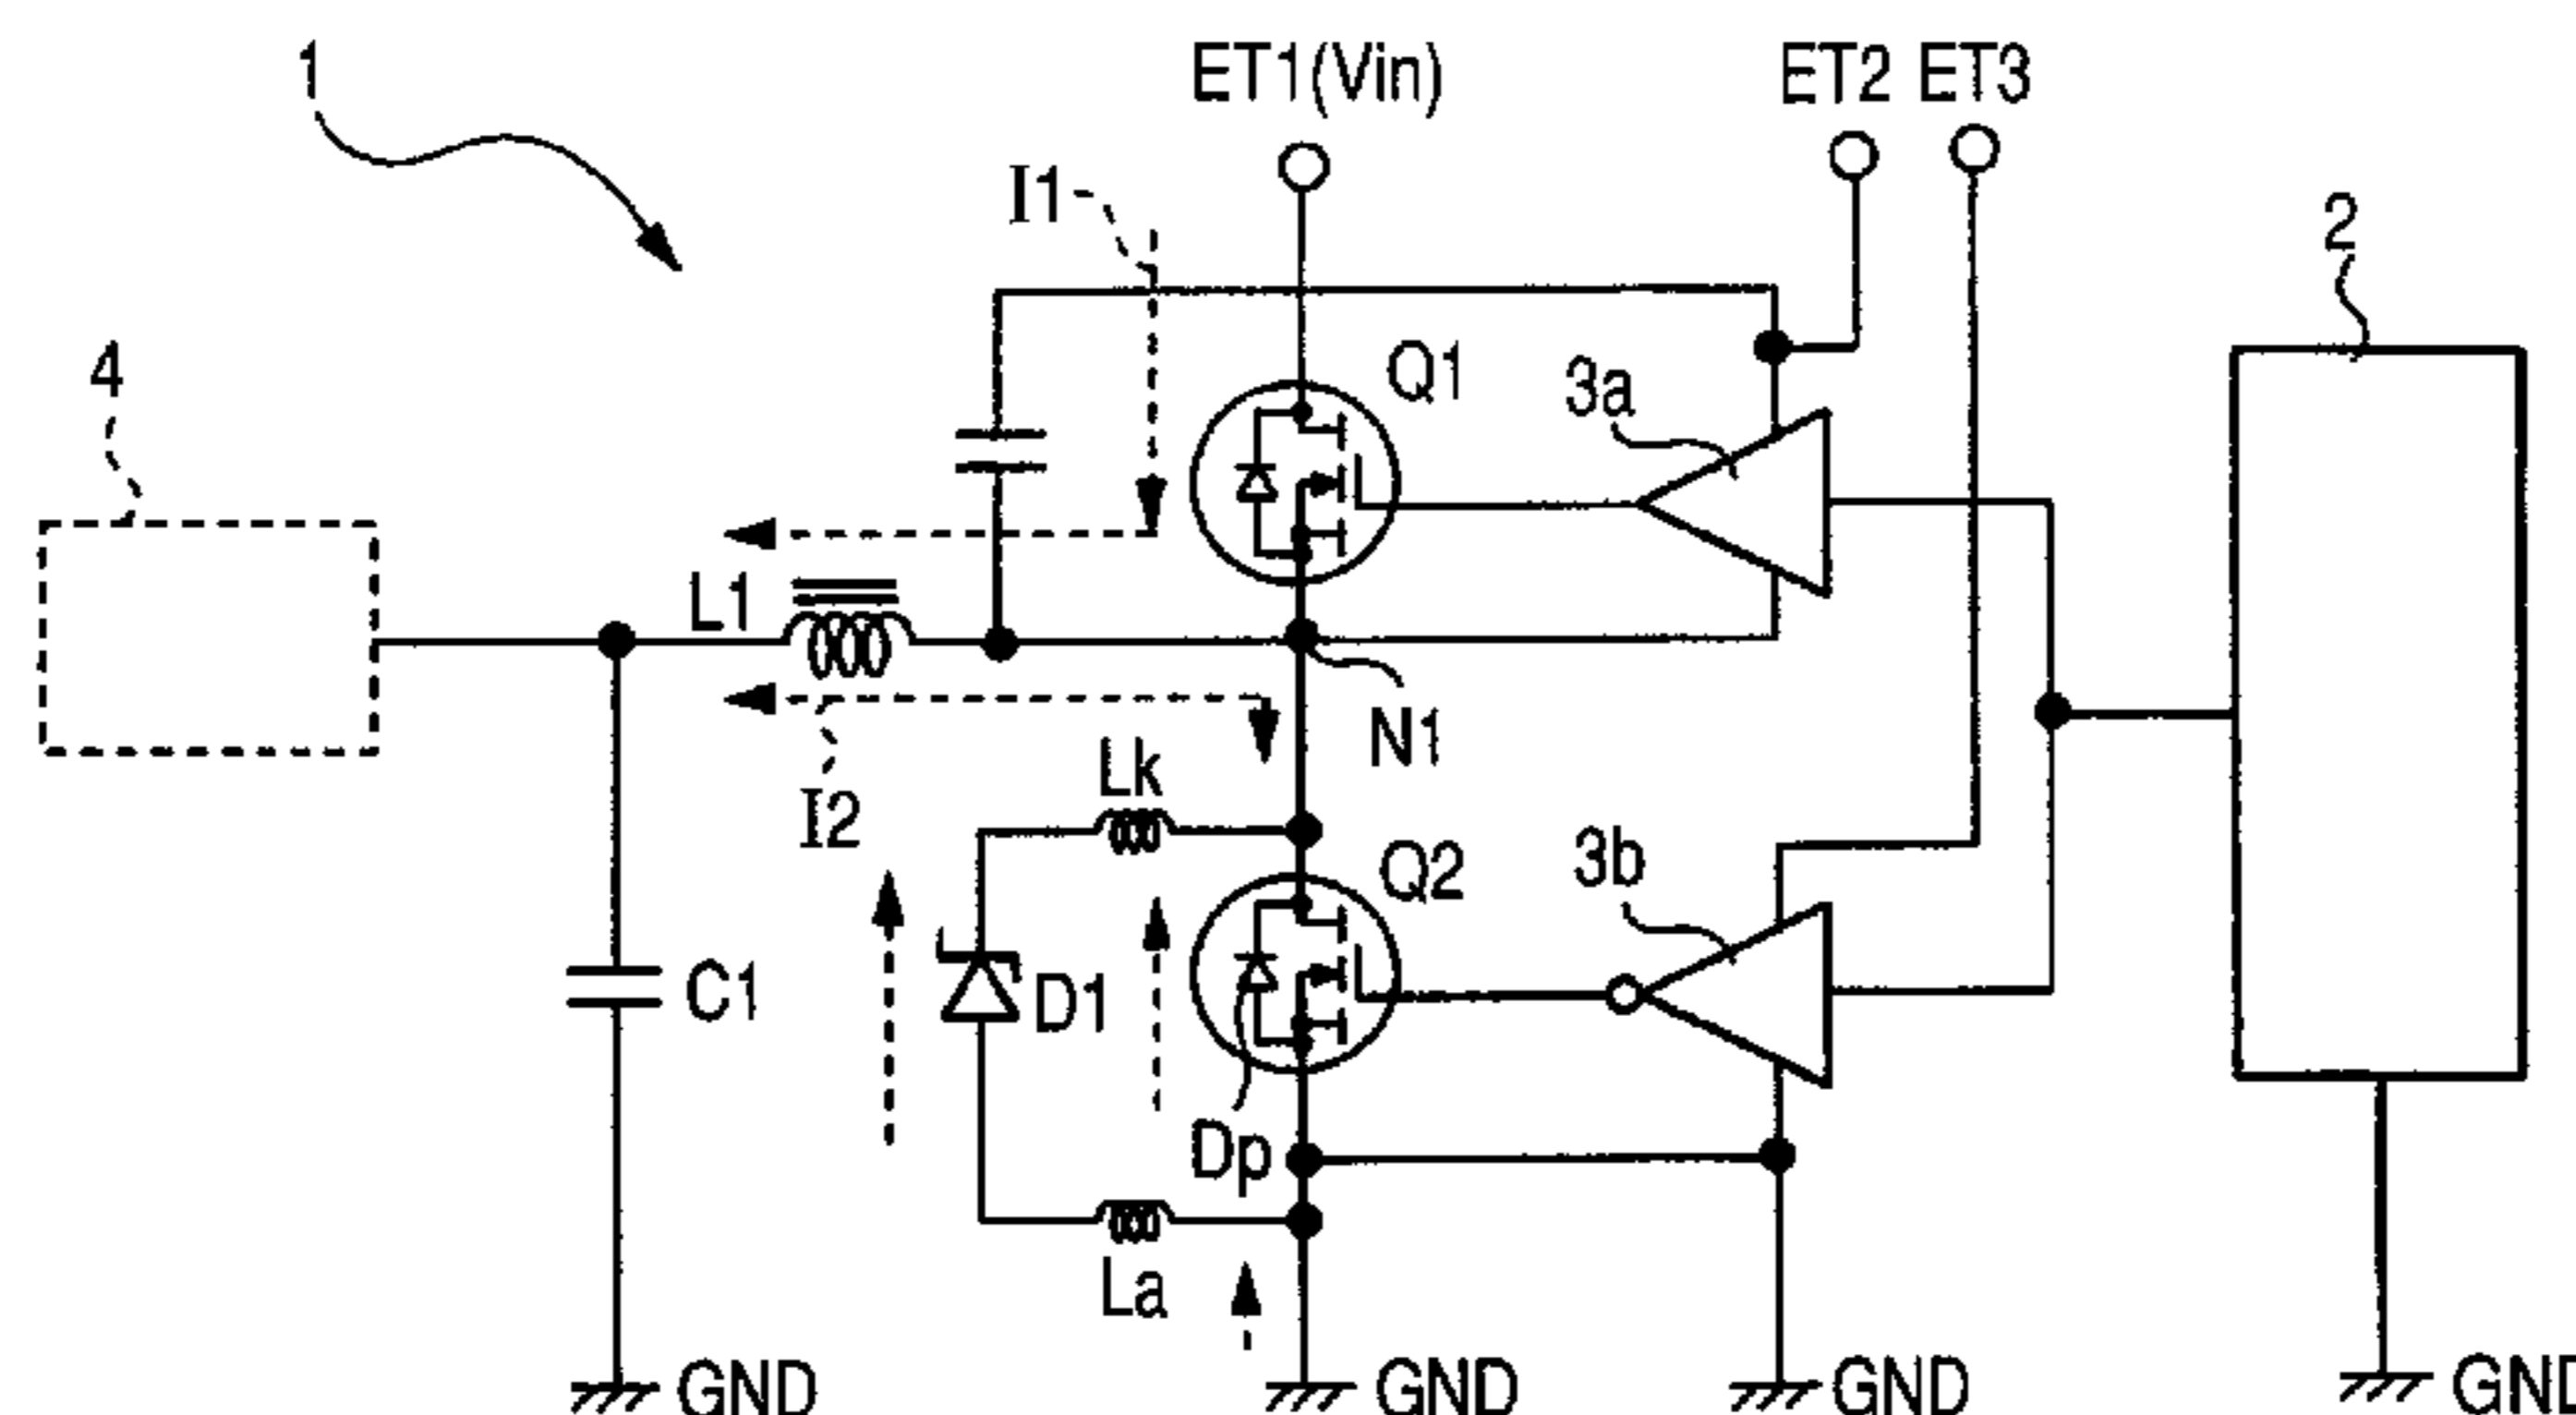 1
ET1(Vin)
ET2
ET3
I1
2
4
Q1
3a
L1
N1
Lk
I2
Q2
3b
C1
D1
Dp
La
GND
GND
GND
GND